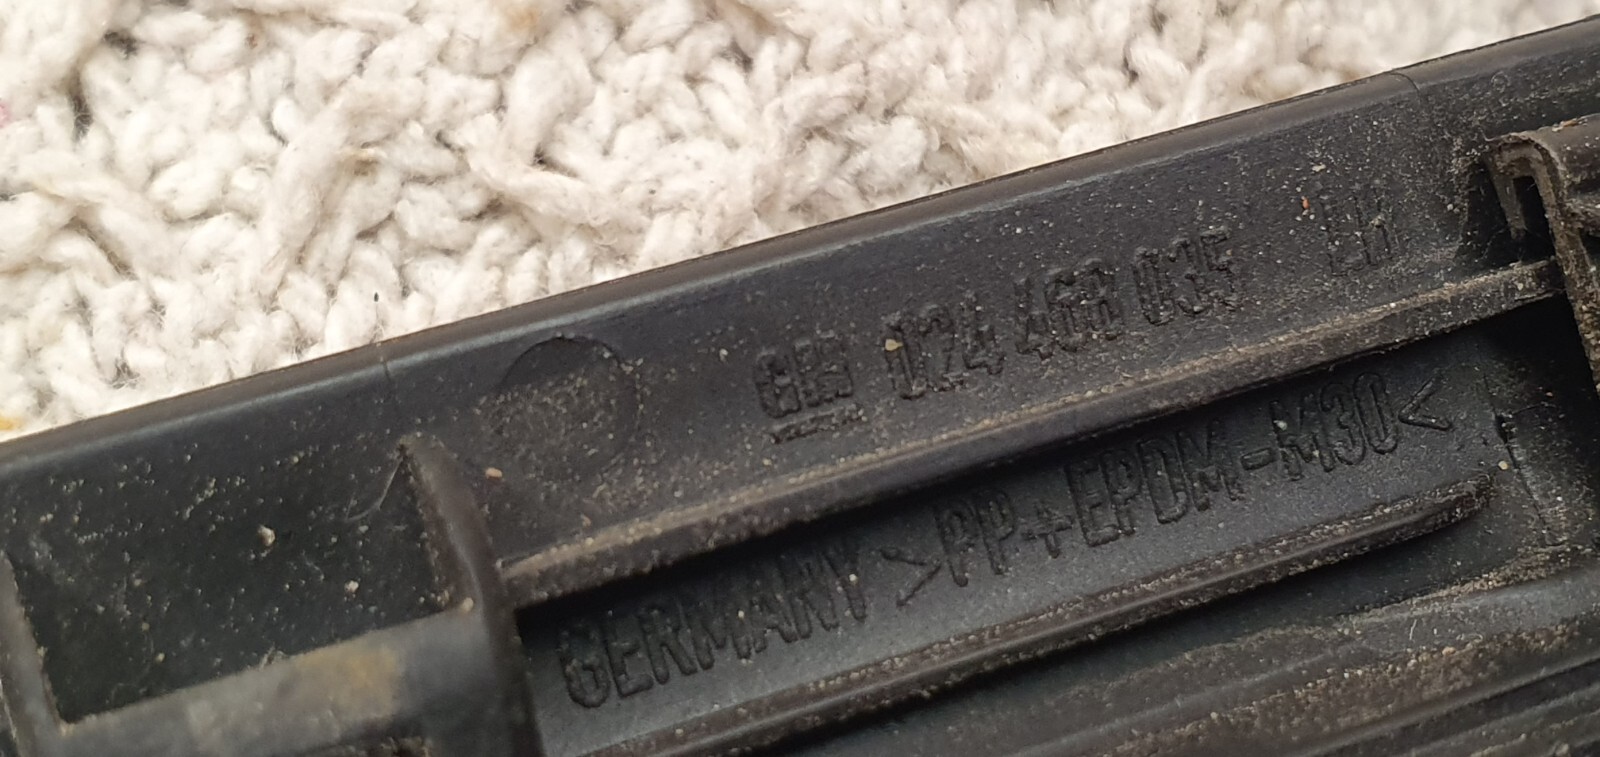 GM 024 468 035 LH
GERMANY >PP+EPDM-M30<